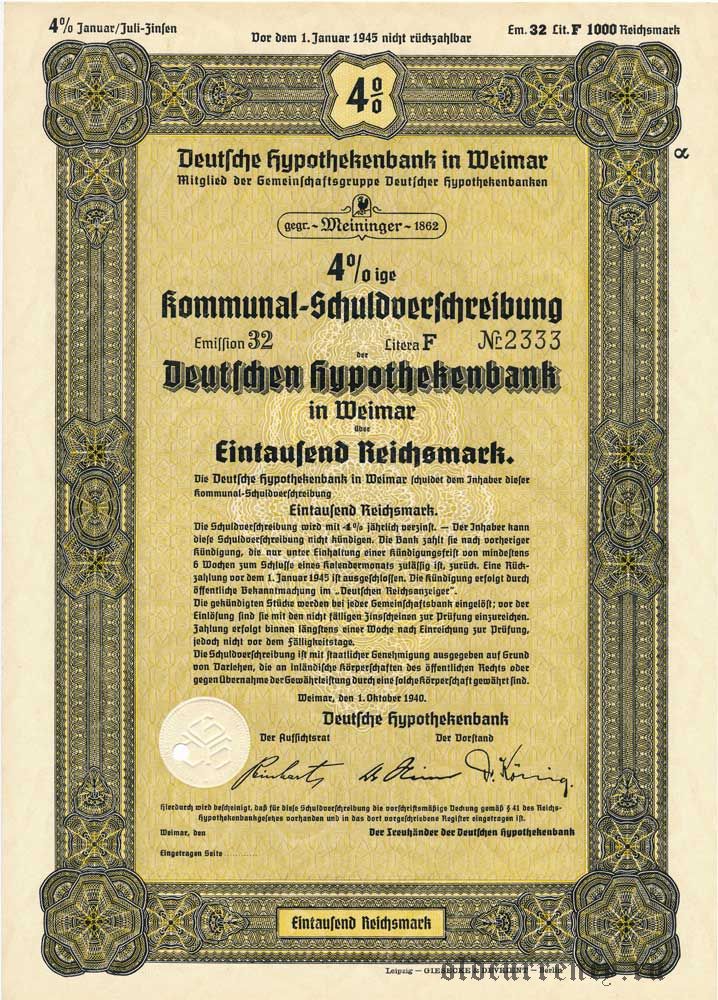 4% Januar/Juli-Zinsen
Vor dem 1. Januar 1945 nicht rückzahlbar
Em. 32 Lit. F 1000 Reichsmark
4%
α
Deutsche Hypothekenbank in Weimar
Mitglied der Gemeinschaftsgruppe Deutscher Hypothekenbanken
gegr. ~ Meininger ~ 1862
4% ige
Kommunal-Schuldverschreibung
Emission 32 Litera F № 2333
der
Deutschen Hypothekenbank
in Weimar
über
Eintausend Reichsmark.
Die Deutsche Hypothekenbank in Weimar schuldet dem Inhaber dieser
Kommunal-Schuldverschreibung
Eintausend Reichsmark.
Die Schuldverschreibung wird mit 4% jährlich verzinst. — Der Inhaber kann
diese Schuldverschreibung nicht kündigen. Die Bank zahlt sie nach vorheriger
Kündigung, die nur unter Einhaltung einer Kündigungsfrist von mindestens
6 Wochen zum Schlusse eines Kalendermonats zulässig ist, zurück. Eine Rück-
zahlung vor dem 1. Januar 1945 ist ausgeschlossen. Die Kündigung erfolgt durch
öffentliche Bekanntmachung im „Deutschen Reichsanzeiger".
Die gekündigten Stücke werden bei jeder Gemeinschaftsbank eingelöst; vor der
Einlösung sind sie mit den nicht fälligen Zinsscheinen zur Prüfung einzureichen.
Zahlung erfolgt binnen längstens einer Woche nach Einreichung zur Prüfung,
jedoch nicht vor dem Fälligkeitstage.
Die Schuldverschreibung ist mit staatlicher Genehmigung ausgegeben auf Grund
von Darlehen, die an inländische Körperschaften des öffentlichen Rechts oder
gegen Übernahme der Gewährleistung durch eine solche Körperschaft gewährt sind.
Weimar, den 1. Oktober 1940.
Deutsche Hypothekenbank
Der Aufsichtsrat Der Vorstand
Hierdurch wird bescheinigt, daß für diese Schuldverschreibung die vorschriftsmäßige Deckung gemäß § 41 des Reichs-
Hypothekenbankgesetzes vorhanden und in das dort vorgeschriebene Register eingetragen ist.
Weimar, den
Der Treuhänder der Deutschen Hypothekenbank
Eingetragen Seite ............
Eintausend Reichsmark
Leipzig — GIESECKE & DEVRIENT — Berlin
oldcurrency.ru